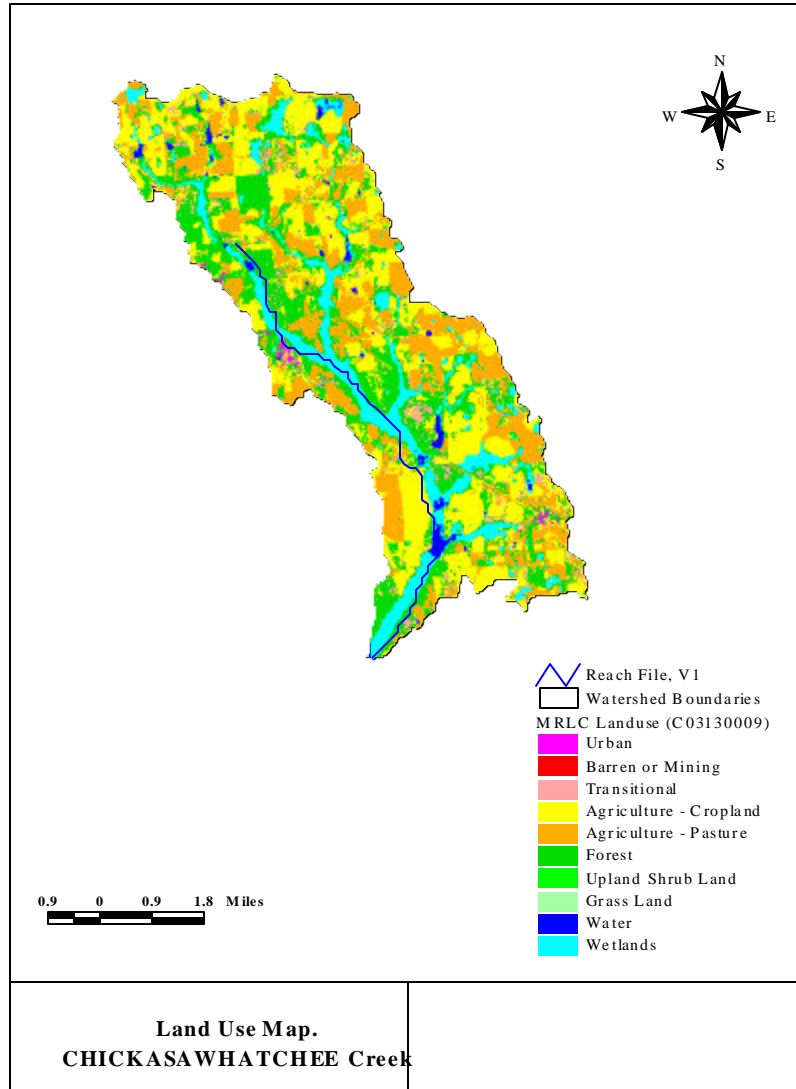 N
W E
S
Reach File, V1
Watershed Boundaries
MRLC Landuse (C03130009)
Urban
Barren or Mining
Transitional
Agriculture - Cropland
Agriculture - Pasture
Forest
Upland Shrub Land
Grass Land
Water
Wetlands
0.9 0 0.9 1.8 Miles
Land Use Map.
CHICKASAWHATCHEE Creek